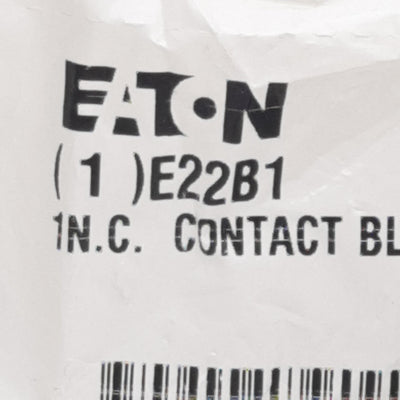 EATON
( 1 )E22B1
1N.C. CONTACT BL